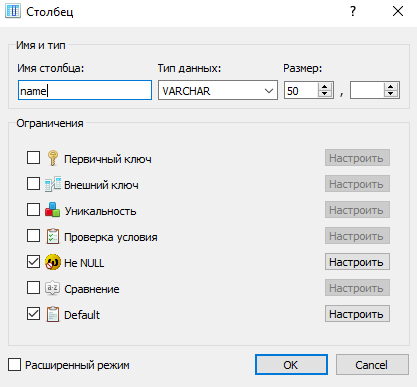 Столбец
Имя и тип
Имя столбца: Тип данных: Размер:
name VARCHAR 50 ,
Ограничения
Первичный ключ Настроить
Внешний ключ Настроить
Уникальность Настроить
Проверка условия Настроить
Не NULL Настроить
Сравнение Настроить
Default Настроить
Расширенный режим OK Cancel